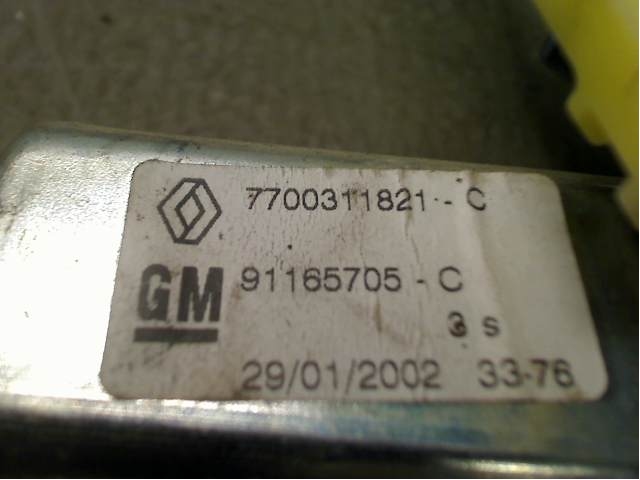 7700311821 - C
GM 91165705 - C
3 s
29/01/2002 33-76